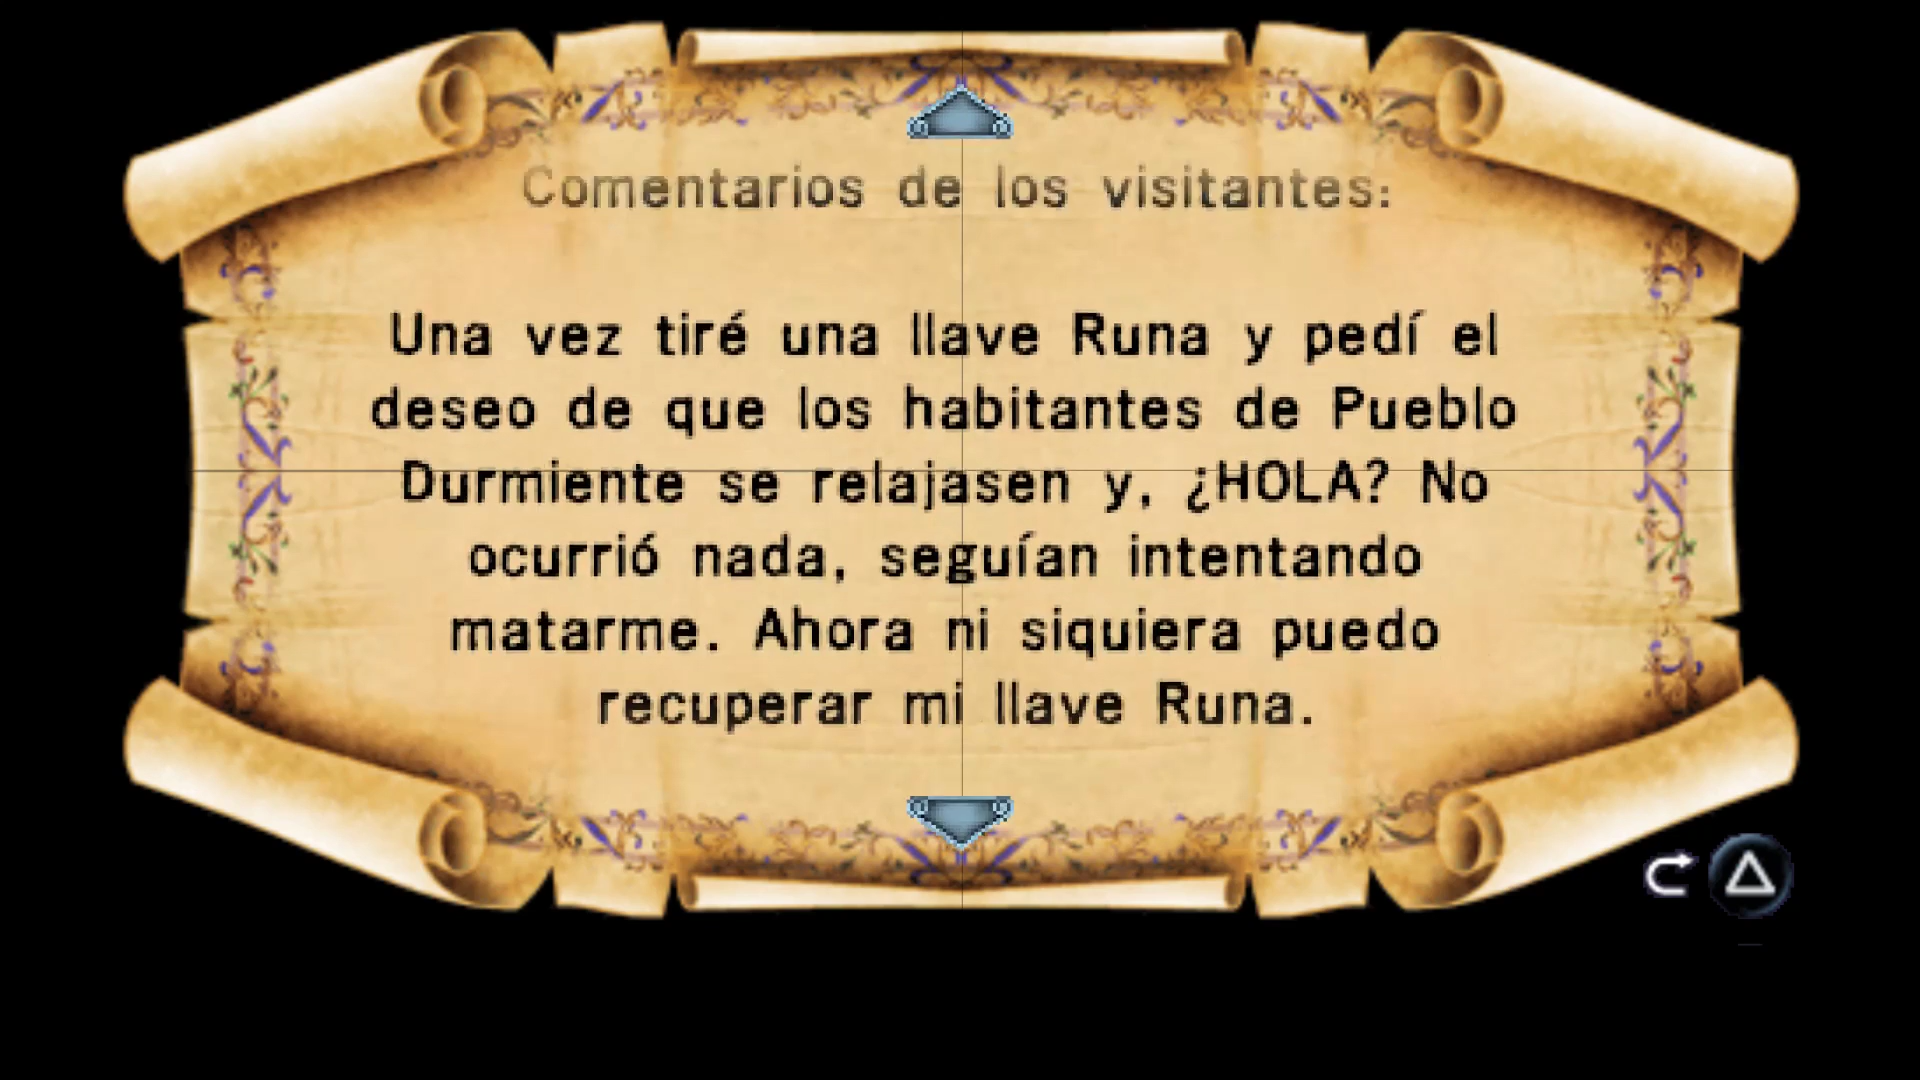 Comentarios de los visitantes:
Una vez tiré una llave Runa y pedí el
deseo de que los habitantes de Pueblo
Durmiente se relajasen y, ¿HOLA? No
ocurrió nada, seguían intentando
matarme. Ahora ni siquiera puedo
recuperar mi llave Runa.